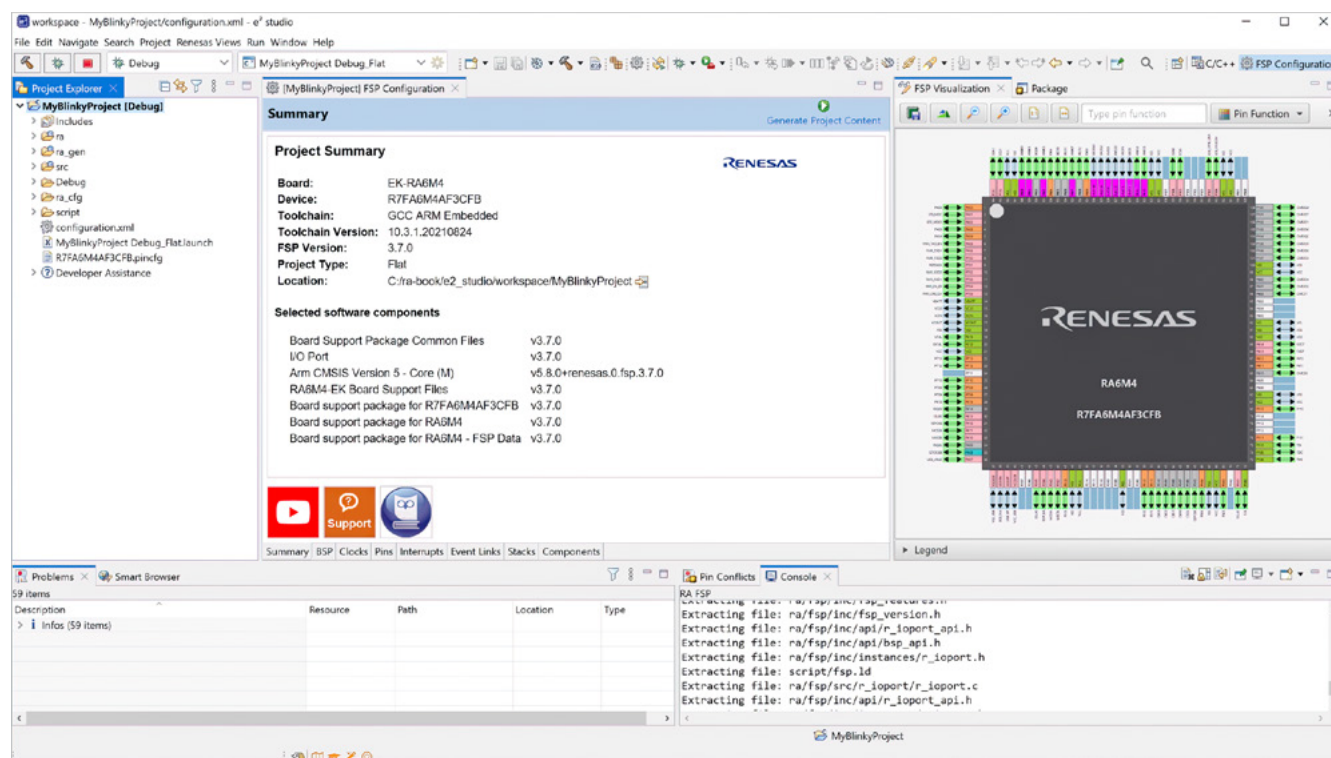 workspace - MyBlinkyProject/configuration.xml - e² studio
File Edit Navigate Search Project Renesas Views Run Window Help
Debug
MyBlinkyProject Debug_Flat
C/C++
FSP Configuratio
Project Explorer
MyBlinkyProject [Debug]
Includes
ra
ra_gen
src
Debug
ra_cfg
script
configuration.xml
MyBlinkyProject Debug_Flat.launch
R7FA6M4AF3CFB.pincfg
Developer Assistance
[MyBlinkyProject] FSP Configuration
Summary
Generate Project Content
Project Summary
RENESAS
Board: EK-RA6M4
Device: R7FA6M4AF3CFB
Toolchain: GCC ARM Embedded
Toolchain Version: 10.3.1.20210824
FSP Version: 3.7.0
Project Type: Flat
Location: C:/ra-book/e2_studio/workspace/MyBlinkyProject
Selected software components
Board Support Package Common Files v3.7.0
I/O Port v3.7.0
Arm CMSIS Version 5 - Core (M) v5.8.0+renesas.0.fsp.3.7.0
RA6M4-EK Board Support Files v3.7.0
Board support package for R7FA6M4AF3CFB v3.7.0
Board support package for RA6M4 v3.7.0
Board support package for RA6M4 - FSP Data v3.7.0
Support
Summary BSP Clocks Pins Interrupts Event Links Stacks Components
FSP Visualization
Package
Type pin function
Pin Function
RENESAS
RA6M4
R7FA6M4AF3CFB
Legend
Problems
Smart Browser
59 items
Description Resource Path Location Type
Infos (59 items)
Pin Conflicts
Console
RA FSP
Extracting file: ra/fsp/inc/fsp_features.h
Extracting file: ra/fsp/inc/fsp_version.h
Extracting file: ra/fsp/inc/api/r_ioport_api.h
Extracting file: ra/fsp/inc/api/bsp_api.h
Extracting file: ra/fsp/inc/instances/r_ioport.h
Extracting file: script/fsp.ld
Extracting file: ra/fsp/src/r_ioport/r_ioport.c
Extracting file: ra/fsp/inc/api/r_ioport_api.h
MyBlinkyProject